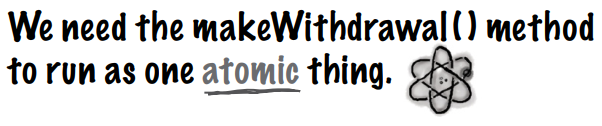 We need the makeWithdrawal() method
to run as one atomic thing.